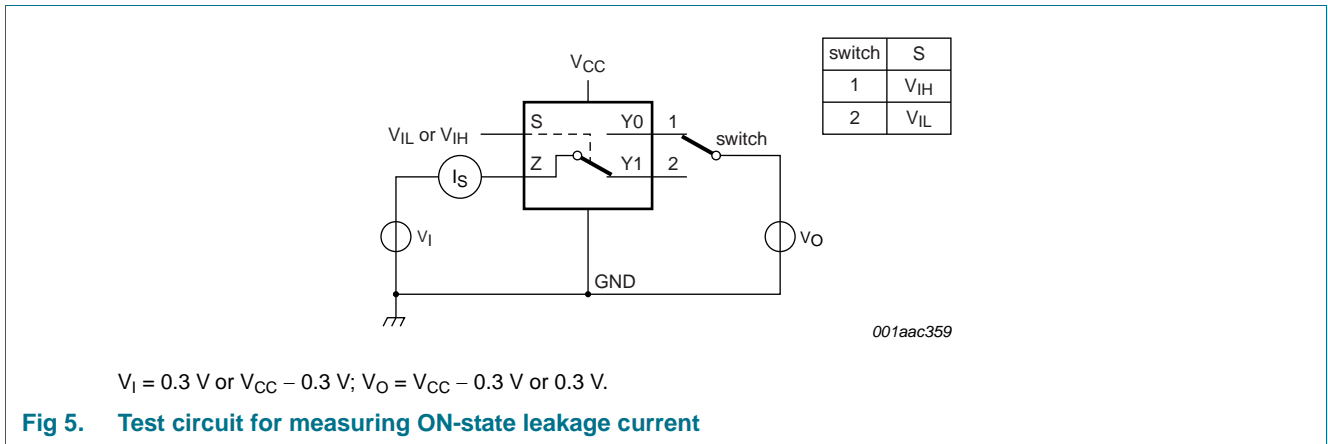 switch S
1 VIH
2 VIL
VCC
VIL or VIH
S
Y0
1
switch
Z
Y1
2
IS
VI
VO
GND
001aac359
VI = 0.3 V or VCC − 0.3 V; VO = VCC − 0.3 V or 0.3 V.
Fig 5. Test circuit for measuring ON-state leakage current